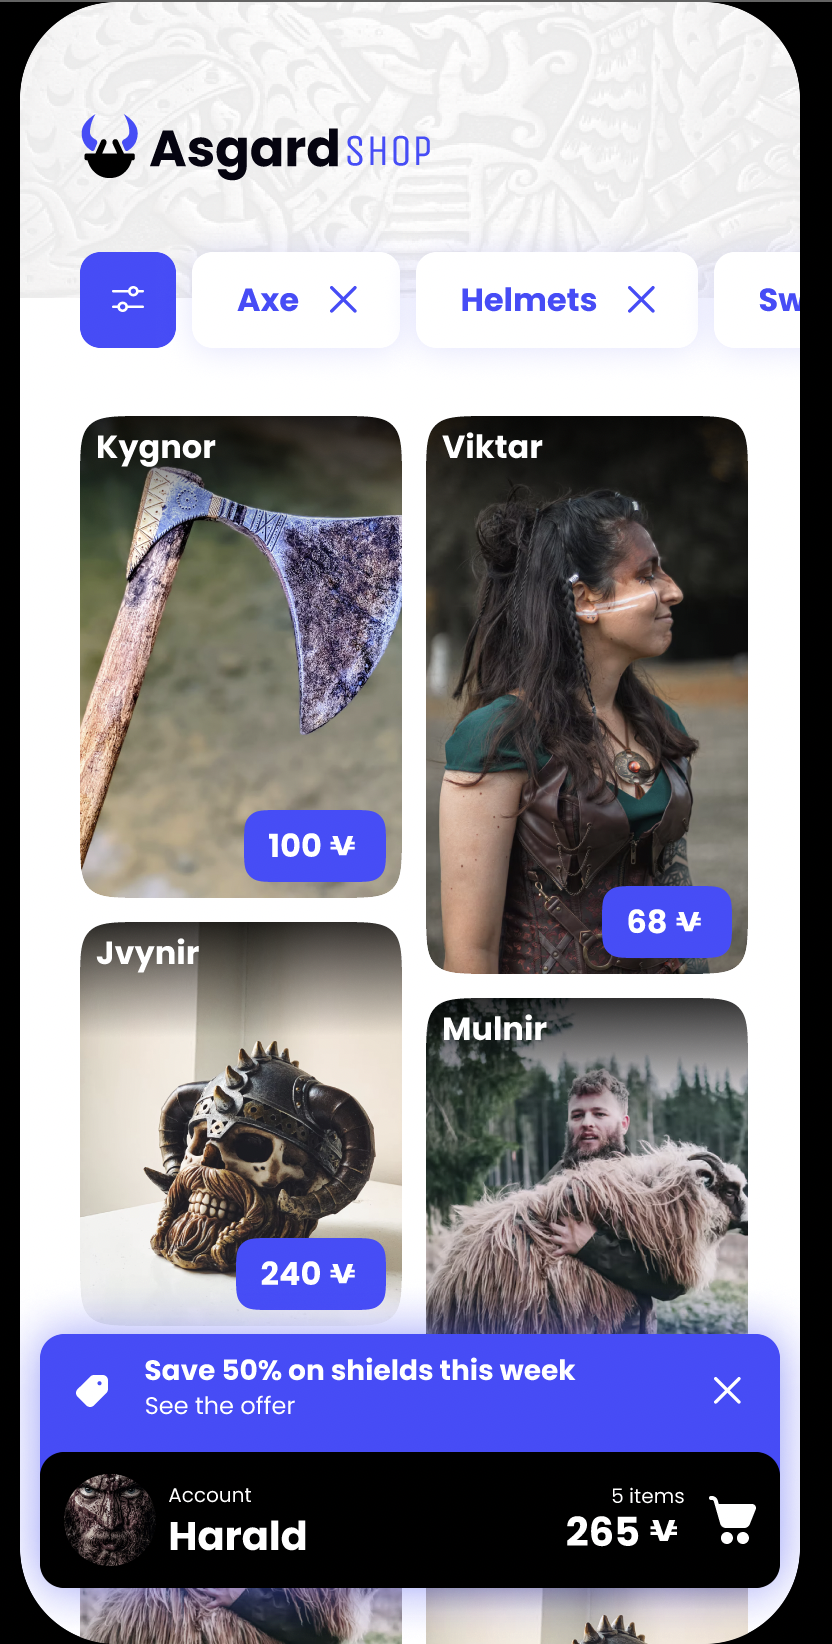 Asgard SHOP
Axe
Helmets
Sw
Kygnor
Viktar
100
68
Jvynir
Mulnir
240
Save 50% on shields this week
See the offer
Account
5 items
Harald
265